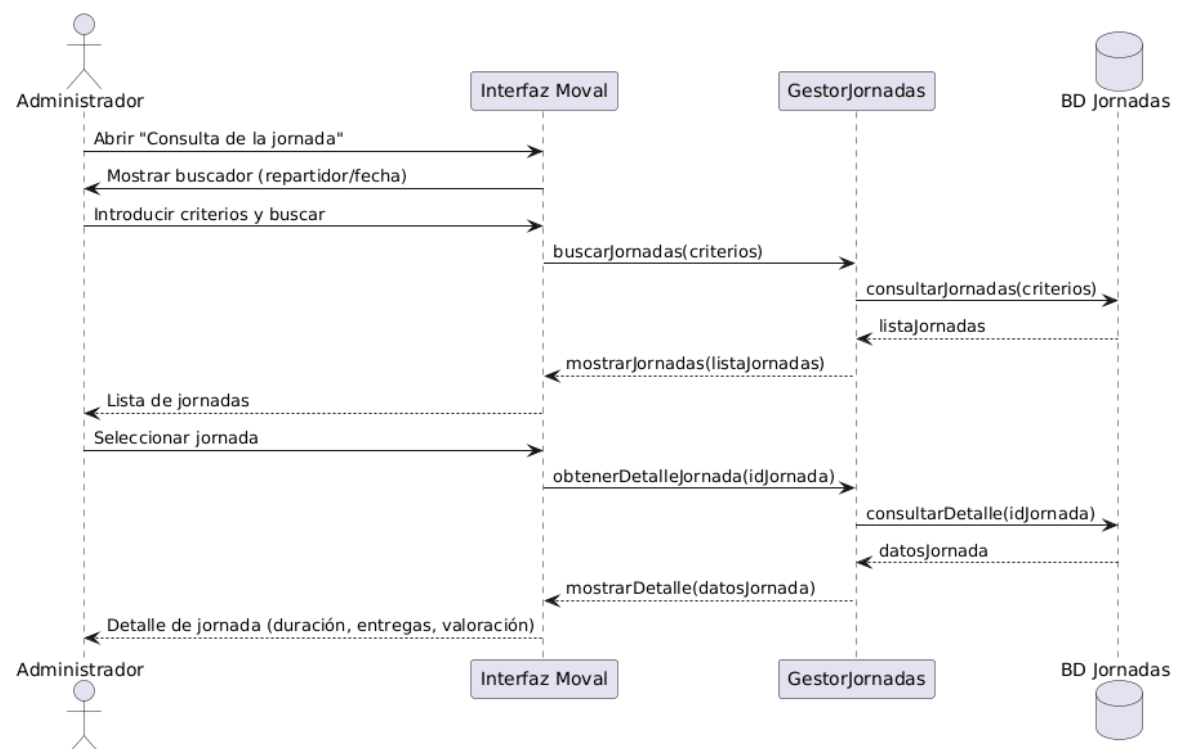 Administrador
Interfaz Moval
GestorJornadas
BD Jornadas
Abrir "Consulta de la jornada"
Mostrar buscador (repartidor/fecha)
Introducir criterios y buscar
buscarJornadas(criterios)
consultarJornadas(criterios)
listaJornadas
mostrarJornadas(listaJornadas)
Lista de jornadas
Seleccionar jornada
obtenerDetalleJornada(idJornada)
consultarDetalle(idJornada)
datosJornada
mostrarDetalle(datosJornada)
Detalle de jornada (duración, entregas, valoración)
Administrador
Interfaz Moval
GestorJornadas
BD Jornadas